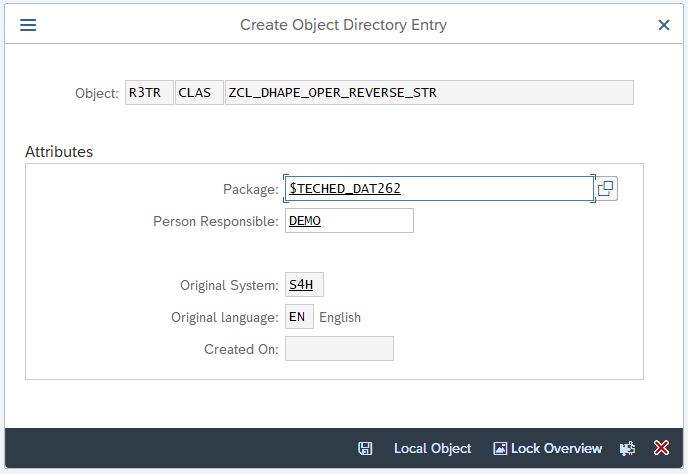 Create Object Directory Entry
Object: R3TR CLAS ZCL_DHAPE_OPER_REVERSE_STR
Attributes
Package: $TECHED_DAT262
Person Responsible: DEMO
Original System: S4H
Original language: EN English
Created On:
Local Object Lock Overview